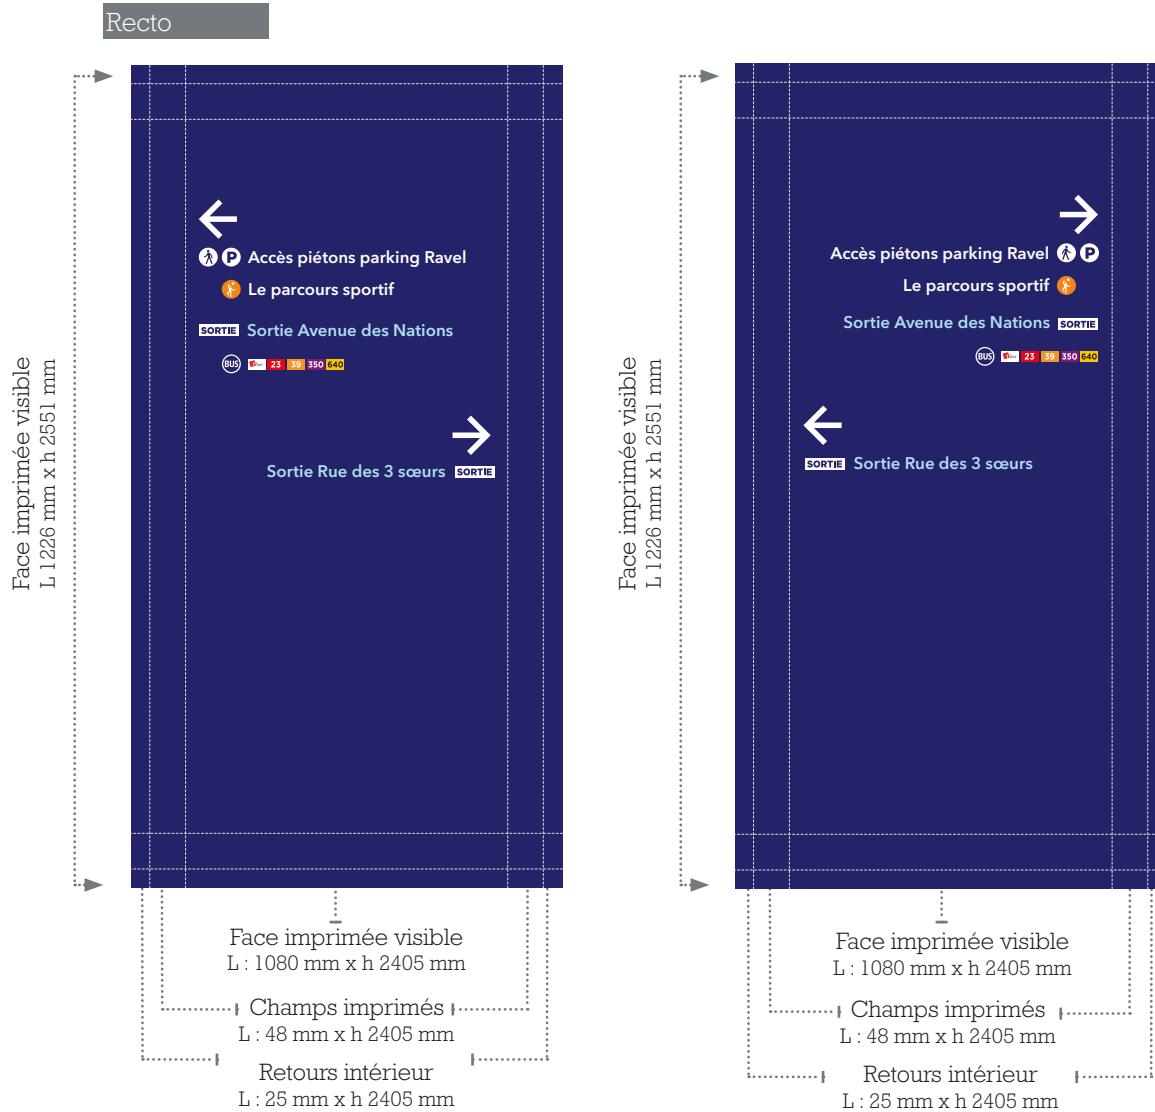 Recto
Face imprimée visible
L 1226 mm x h 2551 mm
P Accès piétons parking Ravel
Le parcours sportif
SORTIE Sortie Avenue des Nations
BUS 23 39 350 640
Sortie Rue des 3 sœurs SORTIE
Face imprimée visible
L : 1080 mm x h 2405 mm
Champs imprimés
L : 48 mm x h 2405 mm
Retours intérieur
L : 25 mm x h 2405 mm
Face imprimée visible
L 1226 mm x h 2551 mm
Accès piétons parking Ravel P
Le parcours sportif
Sortie Avenue des Nations SORTIE
BUS 23 39 350 640
SORTIE Sortie Rue des 3 sœurs
Face imprimée visible
L : 1080 mm x h 2405 mm
Champs imprimés
L : 48 mm x h 2405 mm
Retours intérieur
L : 25 mm x h 2405 mm